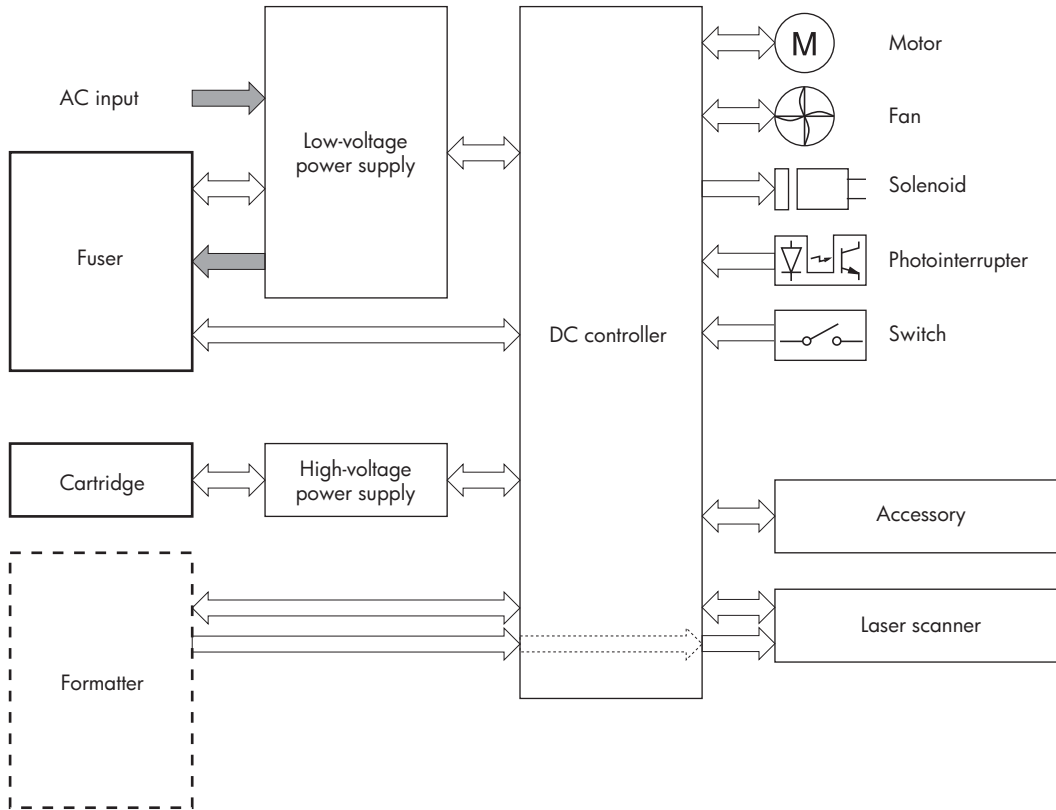 AC input
Low-voltage
power supply
Fuser
DC controller
M
Motor
Fan
Solenoid
Photointerrupter
Switch
Cartridge
High-voltage
power supply
Accessory
Laser scanner
Formatter